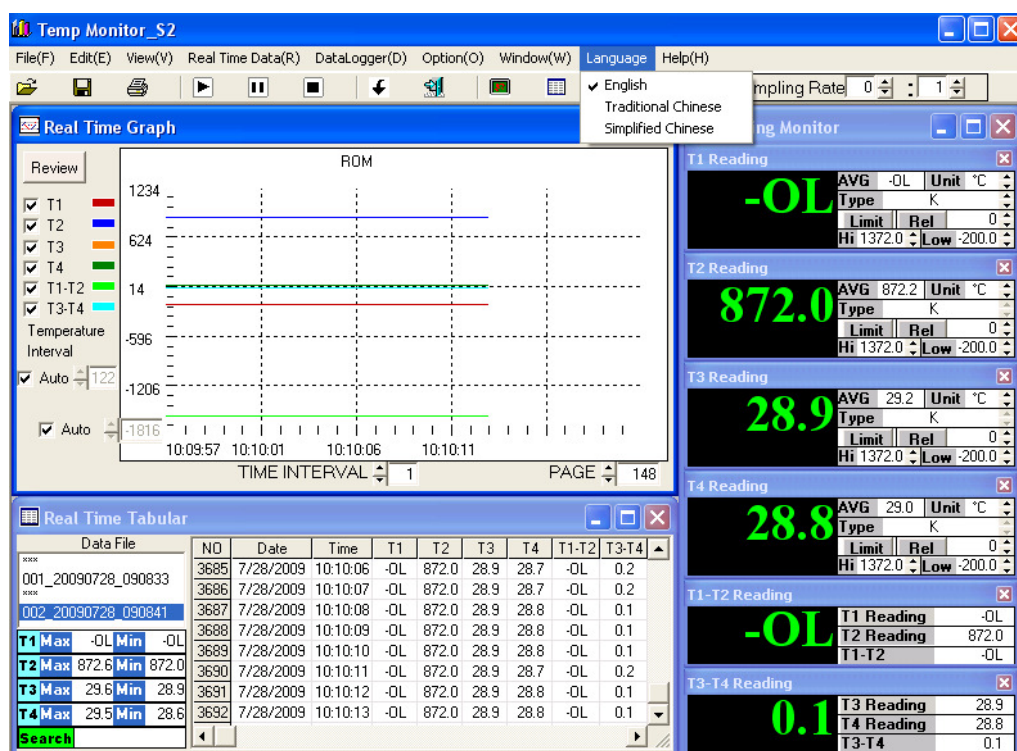 Temp Monitor_S2
File(F) Edit(E) View(V) Real Time Data(R) DataLogger(D) Option(O) Window(W) Language Help(H)
mpling Rate 0 : 1
English
Traditional Chinese
Simplified Chinese
Real Time Graph
Review
ROM
T1
T2
T3
T4
T1-T2
T3-T4
Temperature
Interval
Auto 122
Auto -1816
1234
624
14
-596
-1206
10:09:57 10:10:01 10:10:06 10:10:11
TIME INTERVAL 1 PAGE 148
ng Monitor
T1 Reading
-OL
AVG -OL Unit °C
Type K
Limit Rel 0
Hi 1372.0 Low -200.0
T2 Reading
872.0
AVG 872.2 Unit °C
Type K
Limit Rel 0
Hi 1372.0 Low -200.0
T3 Reading
28.9
AVG 29.2 Unit °C
Type K
Limit Rel 0
Hi 1372.0 Low -200.0
T4 Reading
28.8
AVG 29.0 Unit °C
Type K
Limit Rel 0
Hi 1372.0 Low -200.0
T1-T2 Reading
-OL
T1 Reading -OL
T2 Reading 872.0
T1-T2 -OL
T3-T4 Reading
0.1
T3 Reading 28.9
T4 Reading 28.8
T3-T4 0.1
Real Time Tabular
Data File
***
001_20090728_090833
***
002_20090728_090841
T1 Max -OL Min -OL
T2 Max 872.6 Min 872.0
T3 Max 29.6 Min 28.9
T4 Max 29.5 Min 28.6
Search
NO Date Time T1 T2 T3 T4 T1-T2 T3-T4
3685 7/28/2009 10:10:06 -OL 872.0 28.9 28.7 -OL 0.2
3686 7/28/2009 10:10:07 -OL 872.0 28.9 28.7 -OL 0.2
3687 7/28/2009 10:10:08 -OL 872.0 28.9 28.8 -OL 0.1
3688 7/28/2009 10:10:09 -OL 872.0 28.9 28.8 -OL 0.1
3689 7/28/2009 10:10:10 -OL 872.0 28.9 28.8 -OL 0.1
3690 7/28/2009 10:10:11 -OL 872.0 28.9 28.7 -OL 0.2
3691 7/28/2009 10:10:12 -OL 872.0 28.9 28.8 -OL 0.1
3692 7/28/2009 10:10:13 -OL 872.0 28.9 28.8 -OL 0.1